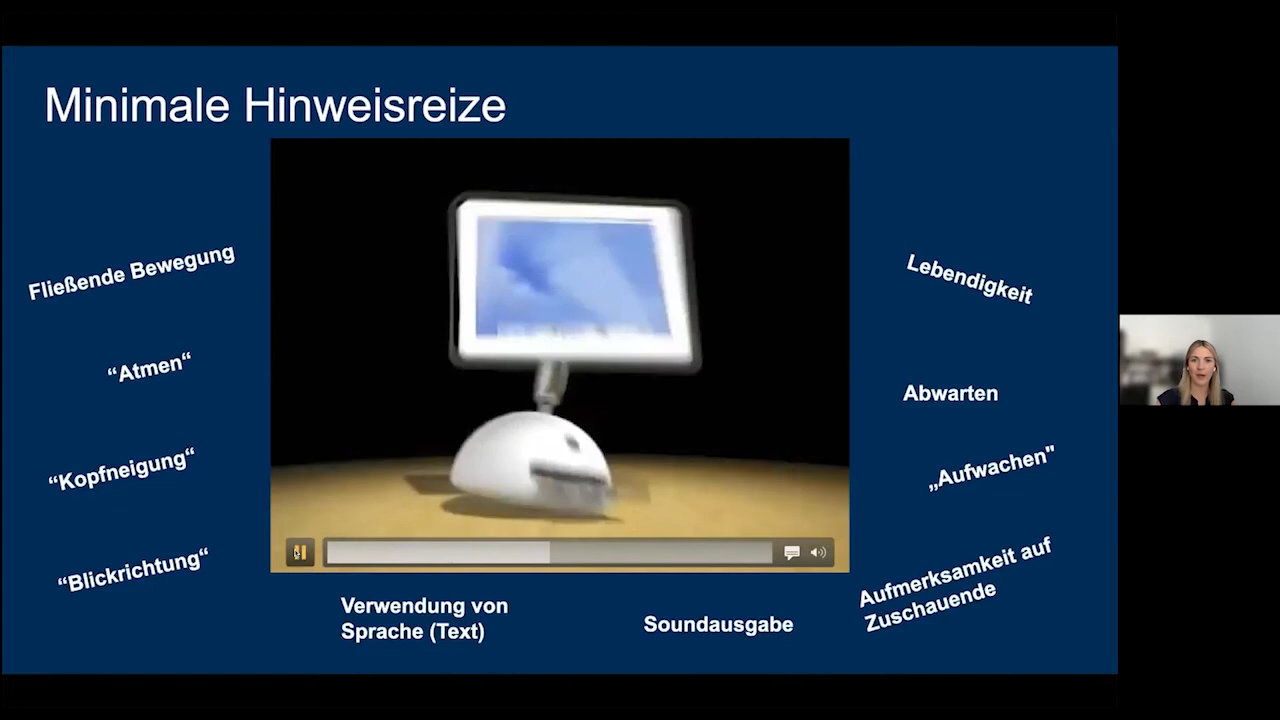 Minimale Hinweisreize
Fließende Bewegung
“Atmen“
“Kopfneigung“
“Blickrichtung“
Verwendung von
Sprache (Text)
Soundausgabe
Lebendigkeit
Abwarten
„Aufwachen"
Aufmerksamkeit auf
Zuschauende